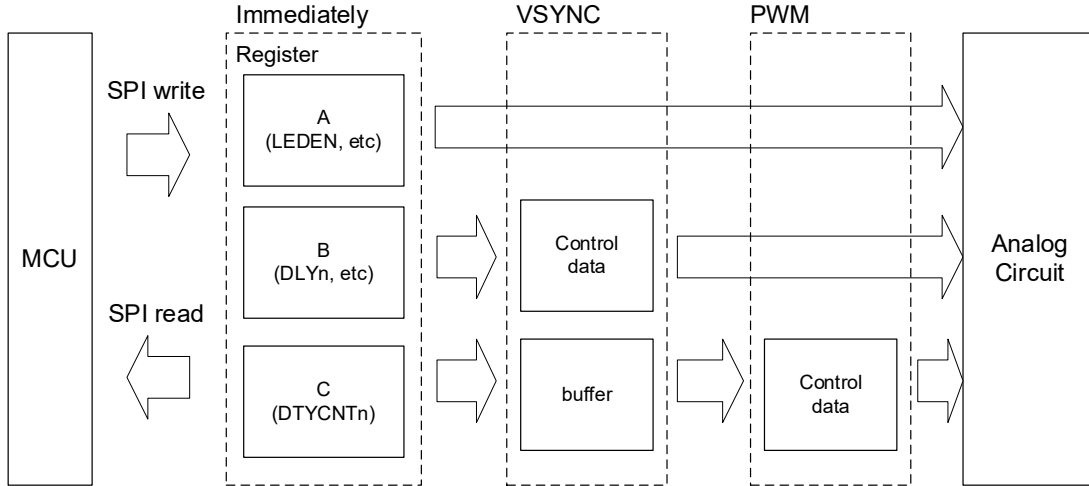 Immediately
VSYNC
PWM
Register
SPI write
A
(LEDEN, etc)
MCU
B
(DLYn, etc)
Control
data
Analog
Circuit
SPI read
C
(DTYCNTn)
buffer
Control
data